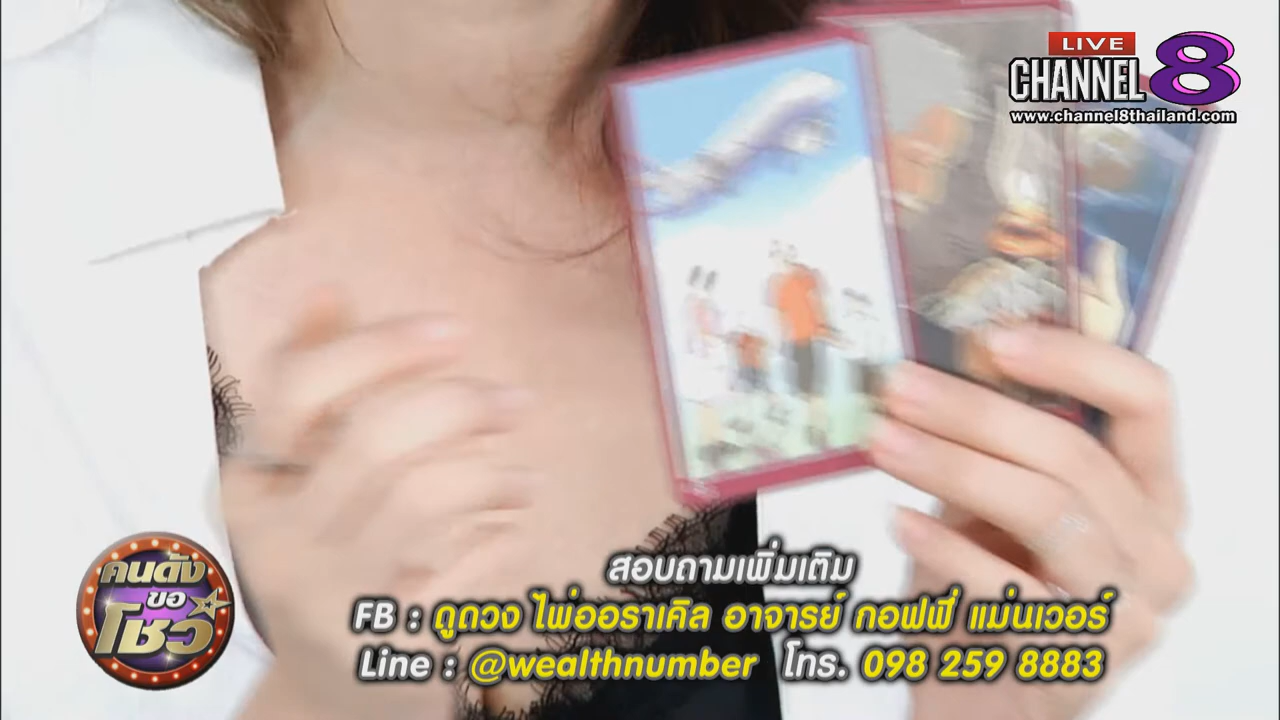 LIVE
CHANNEL 8
www.channel8thailand.com
คนดัง
ขอ
โชว์
สอบถามเพิ่มเติม
FB : ดูดวง ไพ่ออราเคิล อาจารย์ กอฟฟี่ แม่นเวอร์
Line : @wealthnumber โทร. 098 259 8883